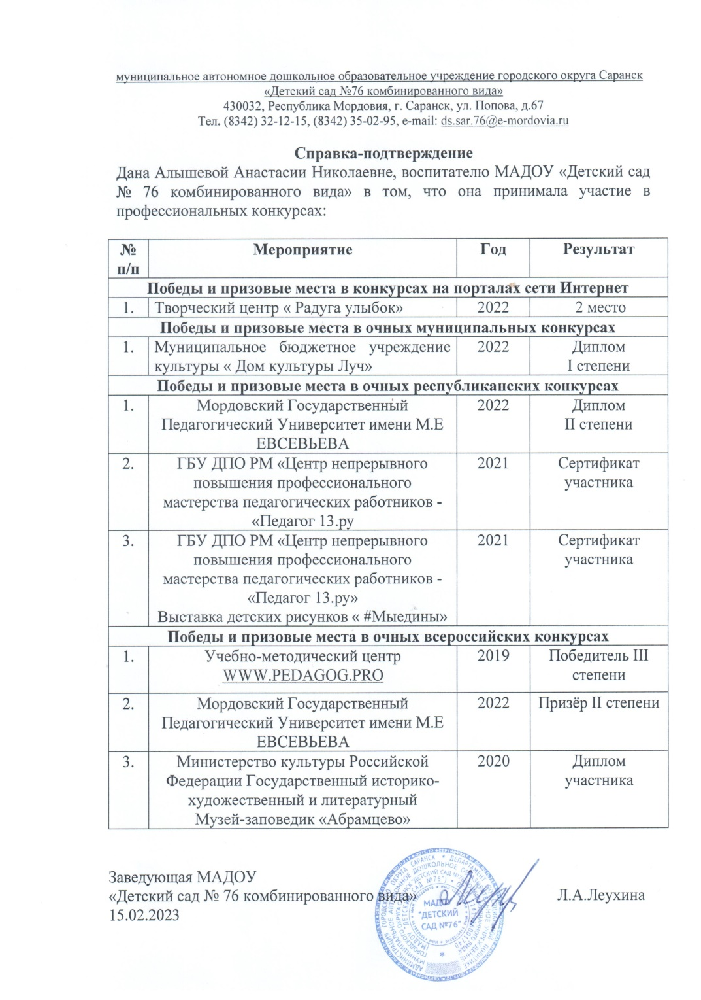 муниципальное автономное дошкольное образовательное учреждение городского округа Саранск
«Детский сад №76 комбинированного вида»
430032, Республика Мордовия, г. Саранск, ул. Попова, д.67
Тел. (8342) 32-12-15, (8342) 35-02-95, e-mail: ds.sar.76@e-mordovia.ru
Справка-подтверждение
Дана Алышевой Анастасии Николаевне, воспитателю МАДОУ «Детский сад
№ 76 комбинированного вида» в том, что она принимала участие в
профессиональных конкурсах:
№ Мероприятие Год Результат
п/п
Победы и призовые места в конкурсах на порталах сети Интернет
1. Творческий центр « Радуга улыбок» 2022 2 место
Победы и призовые места в очных муниципальных конкурсах
1. Муниципальное бюджетное учреждение 2022 Диплом
культуры « Дом культуры Луч» I степени
Победы и призовые места в очных республиканских конкурсах
1. Мордовский Государственный 2022 Диплом
Педагогический Университет имени М.Е II степени
ЕВСЕВЬЕВА
2. ГБУ ДПО РМ «Центр непрерывного 2021 Сертификат
повышения профессионального участника
мастерства педагогических работников -
«Педагог 13.ру
3. ГБУ ДПО РМ «Центр непрерывного 2021 Сертификат
повышения профессионального участника
мастерства педагогических работников -
«Педагог 13.ру»
Выставка детских рисунков « #Мыедины»
Победы и призовые места в очных всероссийских конкурсах
1. Учебно-методический центр 2019 Победитель III
WWW.PEDAGOG.PRO степени
2. Мордовский Государственный 2022 Призёр II степени
Педагогический Университет имени М.Е
ЕВСЕВЬЕВА
3. Министерство культуры Российской 2020 Диплом
Федерации Государственный историко- участника
художественный и литературный
Музей-заповедик «Абрамцево»
Заведующая МАДОУ
«Детский сад № 76 комбинированного вида» Л.А.Леухина
15.02.2023
МАДОУ
"ДЕТСКИЙ
САД №76"